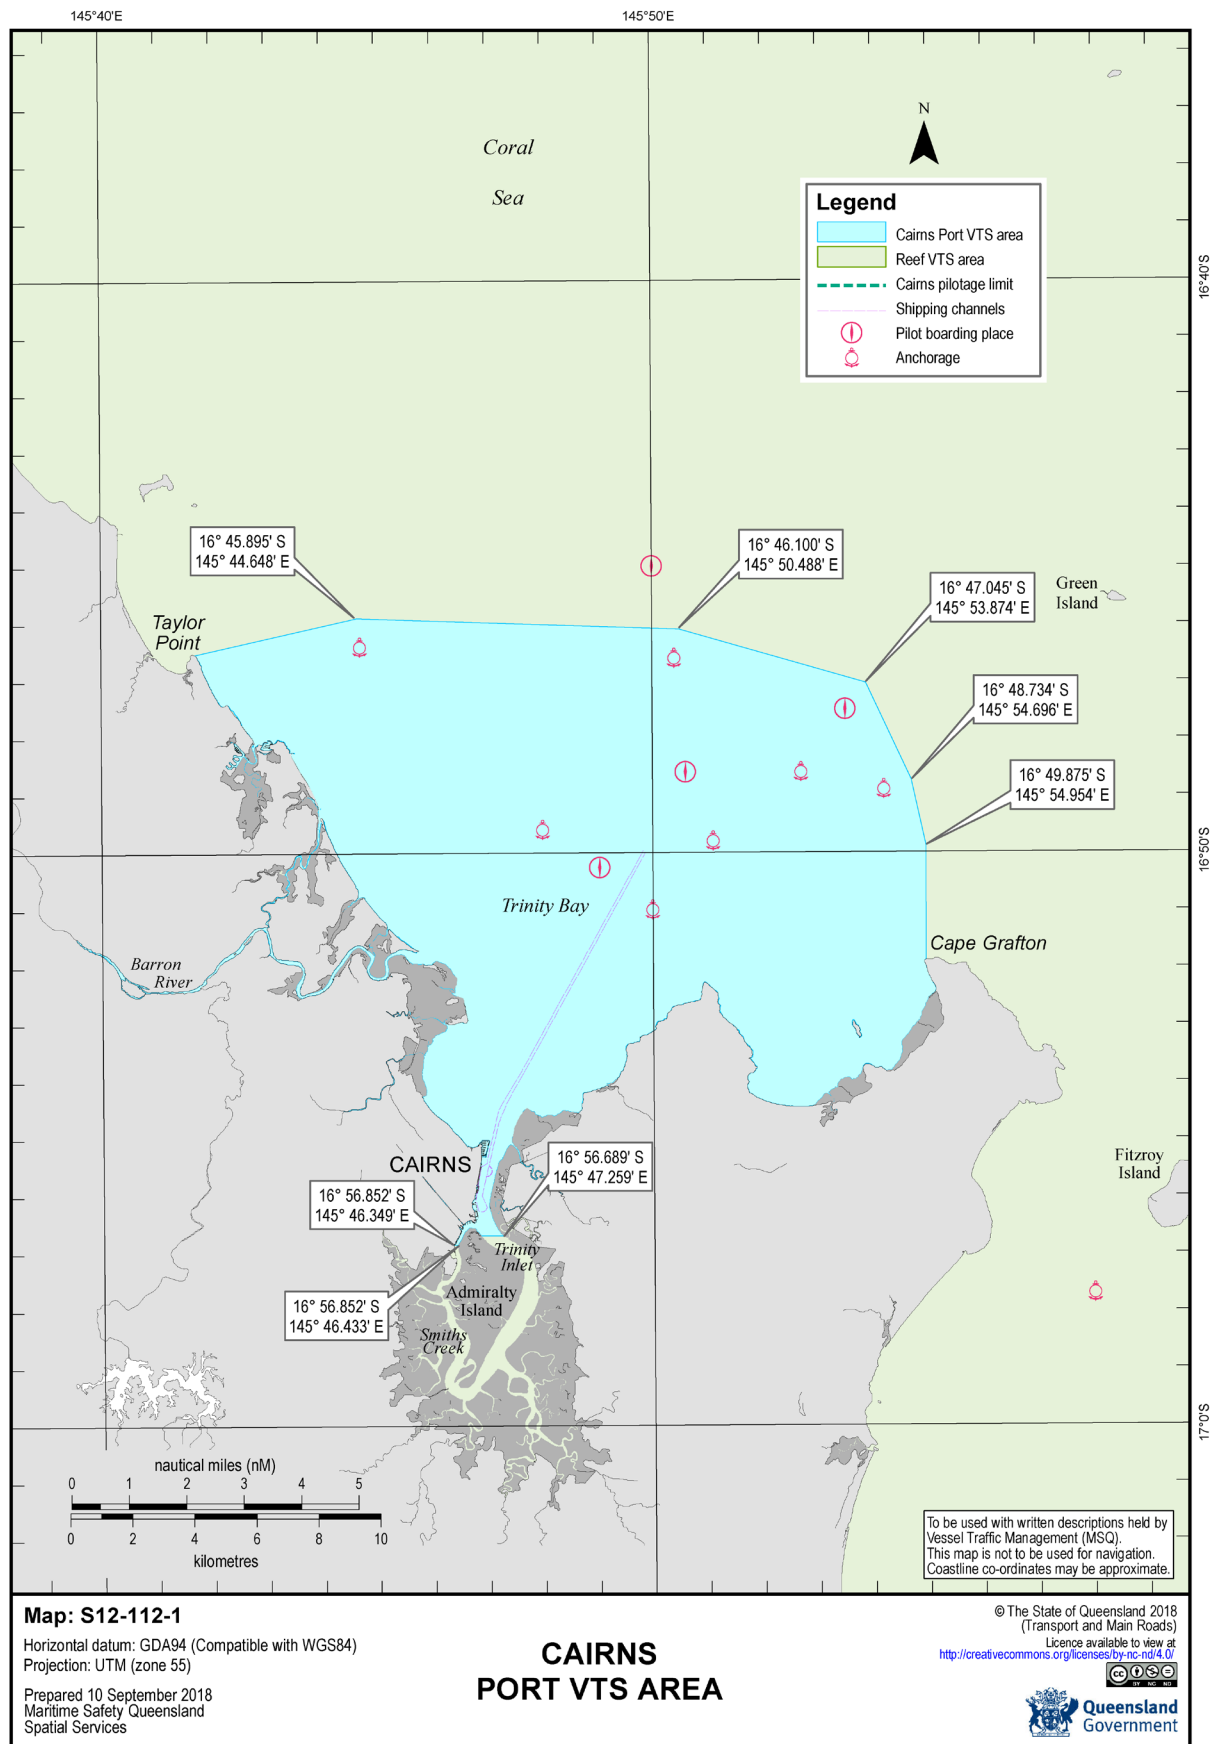 145°40'E
145°50'E
Coral
Sea
N
Legend
Cairns Port VTS area
Reef VTS area
Cairns pilotage limit
Shipping channels
Pilot boarding place
Anchorage
16°40'S
16° 45.895' S
145° 44.648' E
16° 46.100' S
145° 50.488' E
16° 47.045' S
145° 53.874' E
Green
Island
Taylor
Point
16° 48.734' S
145° 54.696' E
16° 49.875' S
145° 54.954' E
16°50'S
Trinity Bay
Cape Grafton
Barron
River
CAIRNS
16° 56.689' S
145° 47.259' E
Fitzroy
Island
16° 56.852' S
145° 46.349' E
Trinity
Inlet
Admiralty
Island
16° 56.852' S
145° 46.433' E
Smiths
Creek
17°0'S
nautical miles (nM)
0 1 2 3 4 5
0 2 4 6 8 10
kilometres
To be used with written descriptions held by
Vessel Traffic Management (MSQ).
This map is not to be used for navigation.
Coastline co-ordinates may be approximate.
Map: S12-112-1
Horizontal datum: GDA94 (Compatible with WGS84)
Projection: UTM (zone 55)
Prepared 10 September 2018
Maritime Safety Queensland
Spatial Services
CAIRNS
PORT VTS AREA
© The State of Queensland 2018
(Transport and Main Roads)
Licence available to view at
http://creativecommons.org/licenses/by-nc-nd/4.0/
cc
BY NC ND
Queensland
Government